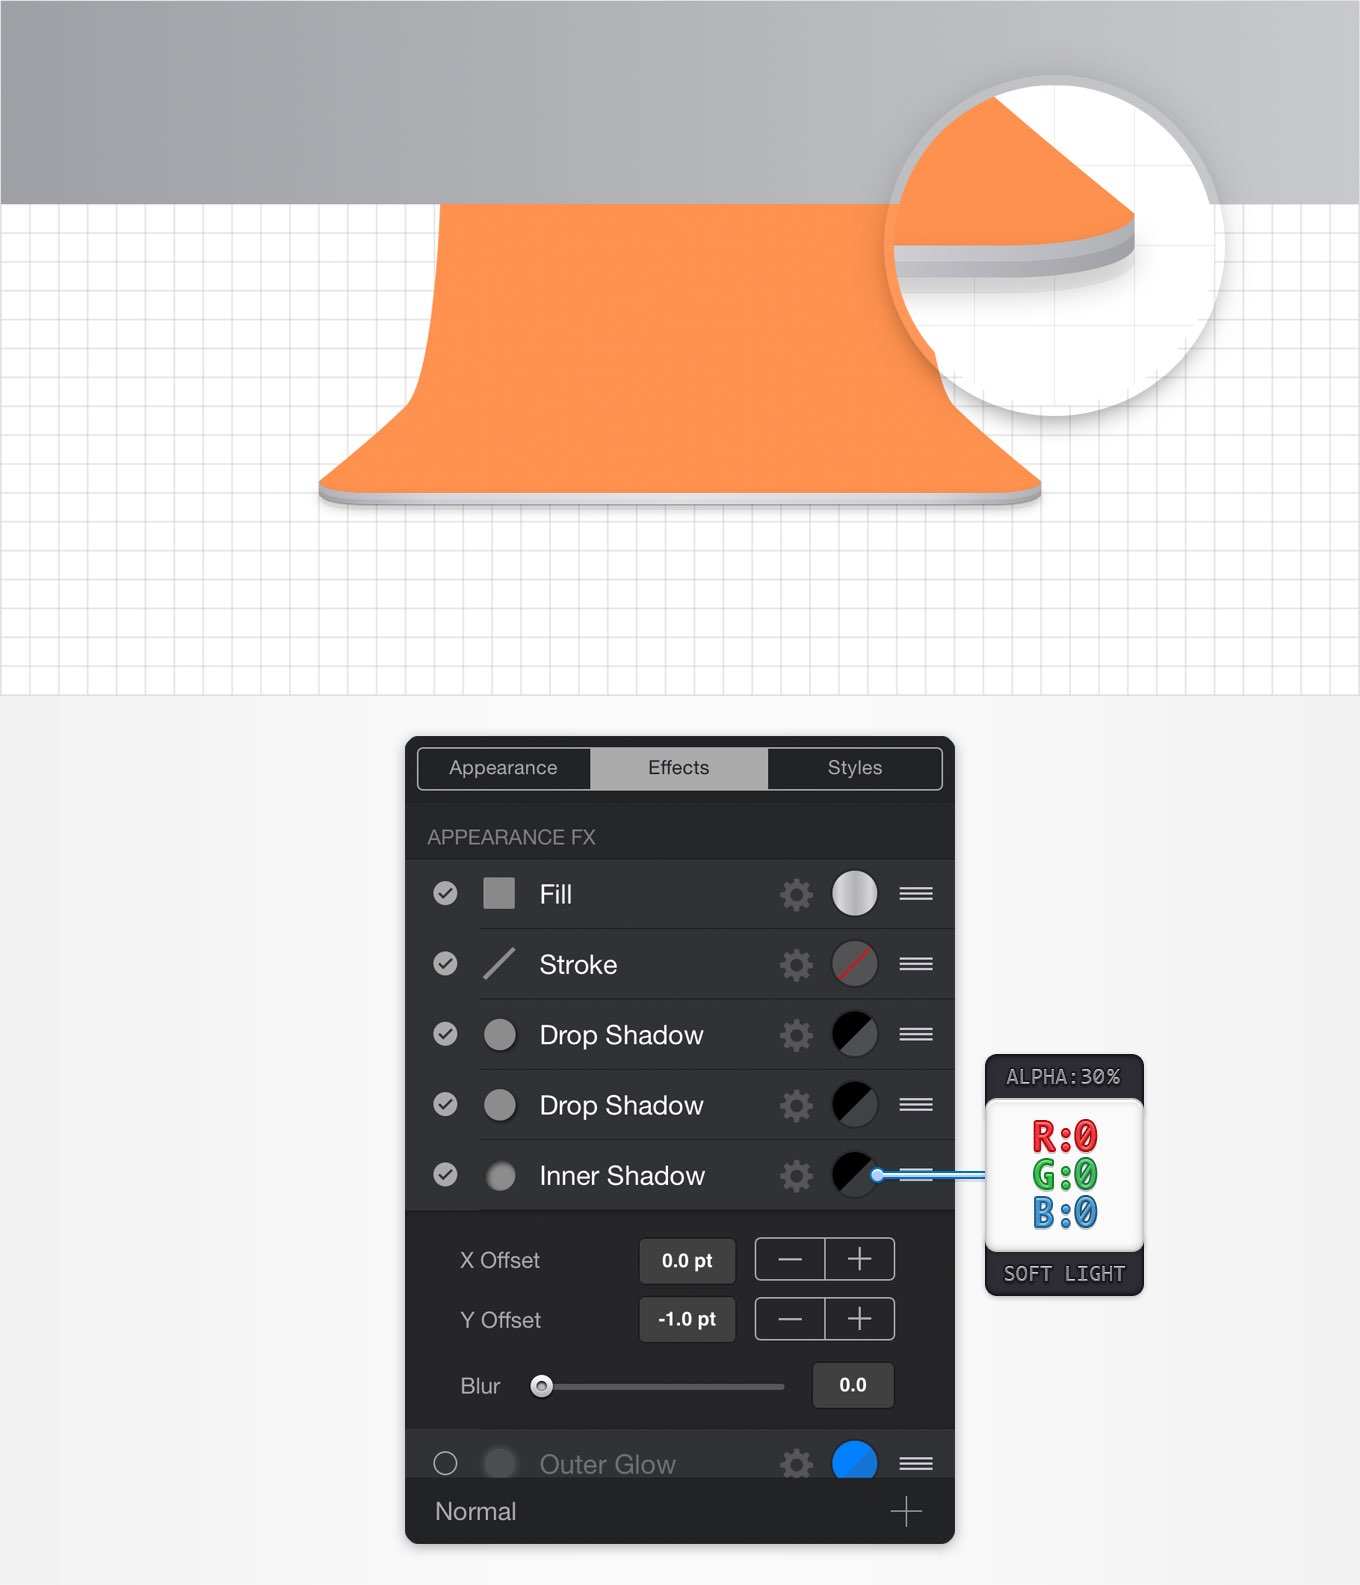 Appearance Effects Styles
APPEARANCE FX
Fill
Stroke
Drop Shadow
Drop Shadow
Inner Shadow
X Offset 0.0 pt
Y Offset -1.0 pt
Blur 0.0
Outer Glow
Normal
ALPHA:30%
R:0
G:0
B:0
SOFT LIGHT